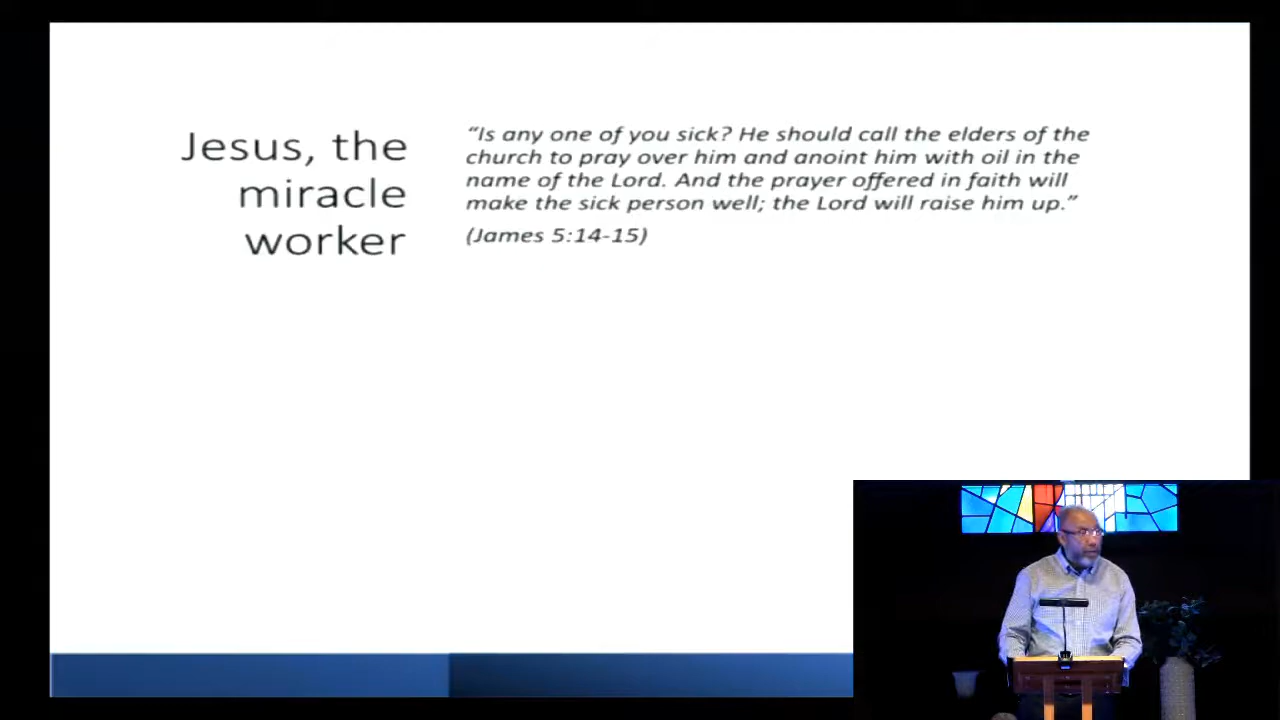 Jesus, the
miracle
worker
“Is any one of you sick? He should call the elders of the
church to pray over him and anoint him with oil in the
name of the Lord. And the prayer offered in faith will
make the sick person well; the Lord will raise him up.”
(James 5:14-15)